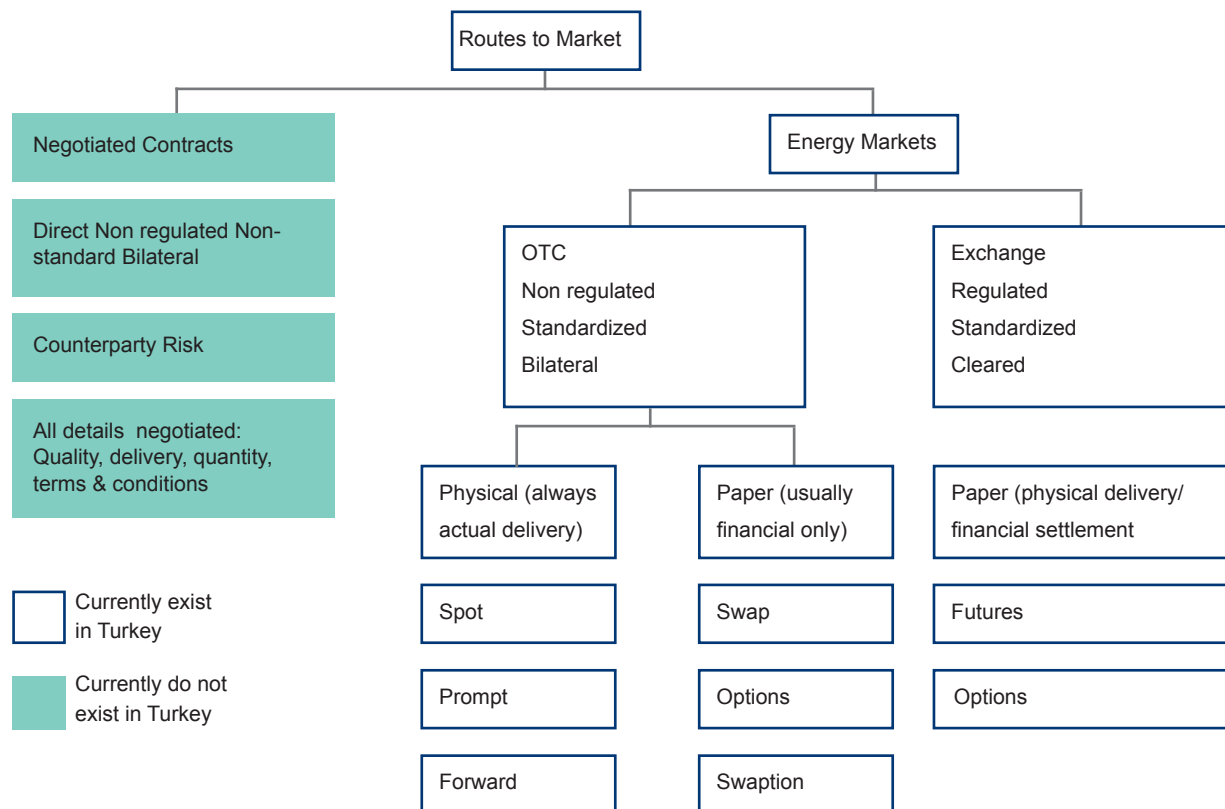 Routes to Market
Negotiated Contracts
Direct Non regulated Non-
standard Bilateral
Counterparty Risk
All details negotiated:
Quality, delivery, quantity,
terms & conditions
Currently exist
in Turkey
Currently do not
exist in Turkey
Energy Markets
OTC
Non regulated
Standardized
Bilateral
Exchange
Regulated
Standardized
Cleared
Physical (always
actual delivery)
Spot
Prompt
Forward
Paper (usually
financial only)
Swap
Options
Swaption
Paper (physical delivery/
financial settlement
Futures
Options